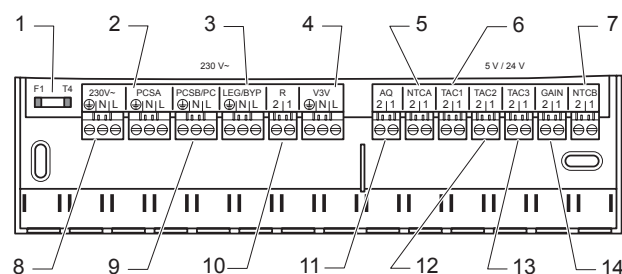 1 2 3 4 5 6 7
230 V~ 5 V / 24 V
F1 T4
230V~ PCSA PCSB/PC LEG/BYP R V3V AQ NTCA TAC1 TAC2 TAC3 GAIN NTCB
⏚ N L ⏚ N L ⏚ N L ⏚ N L 2 1 ⏚ N L 2 1 2 1 2 1 2 1 2 1 2 1 2 1
8 9 10 11 12 13 14